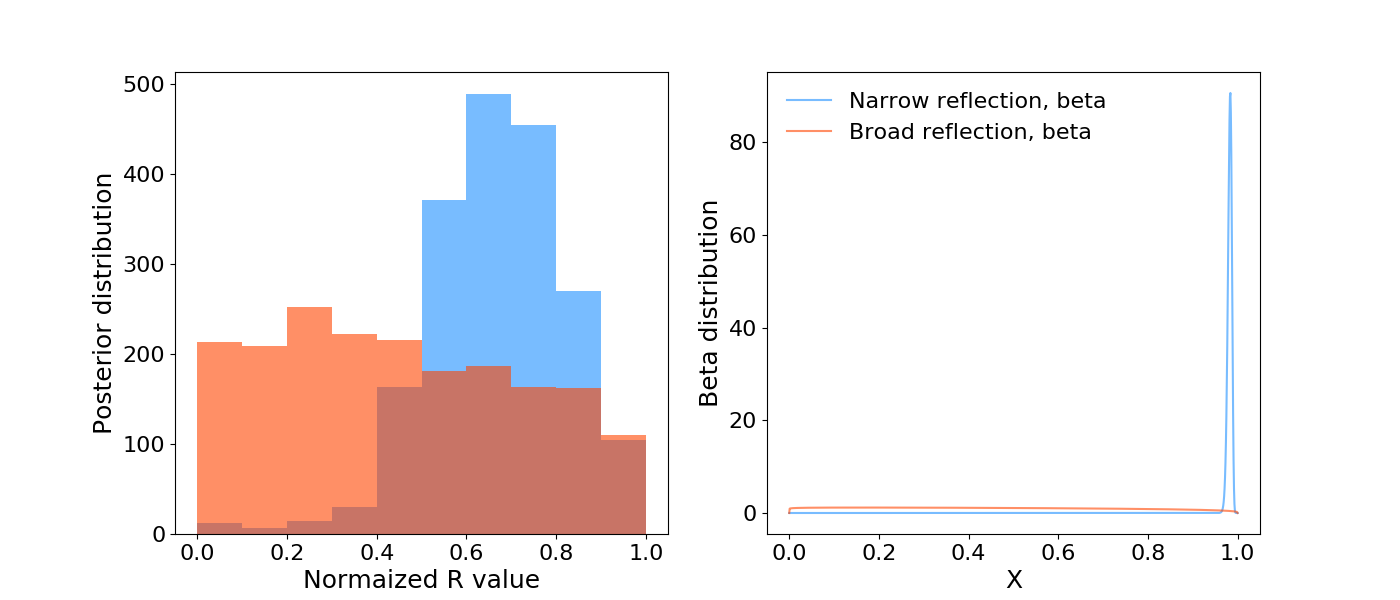 500
400
300
200
100
0
0.0 0.2 0.4 0.6 0.8 1.0
Normaized R value
Posterior distribution
Narrow reflection, beta
Broad reflection, beta
80
60
40
20
0
0.0 0.2 0.4 0.6 0.8 1.0
X
Beta distribution